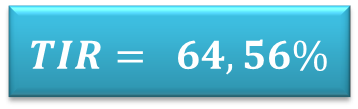 TIR = 64,56%